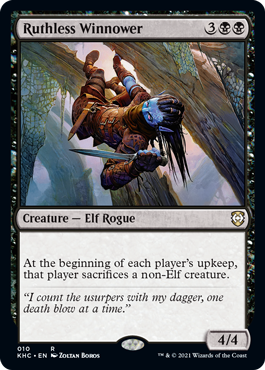 Ruthless Winnower 3
Creature — Elf Rogue
At the beginning of each player's upkeep,
that player sacrifices a non-Elf creature.
"I count the usurpers with my dagger, one
death blow at a time."
4/4
010 R
KHC • EN Zoltan Boros ™ & © 2021 Wizards of the Coast